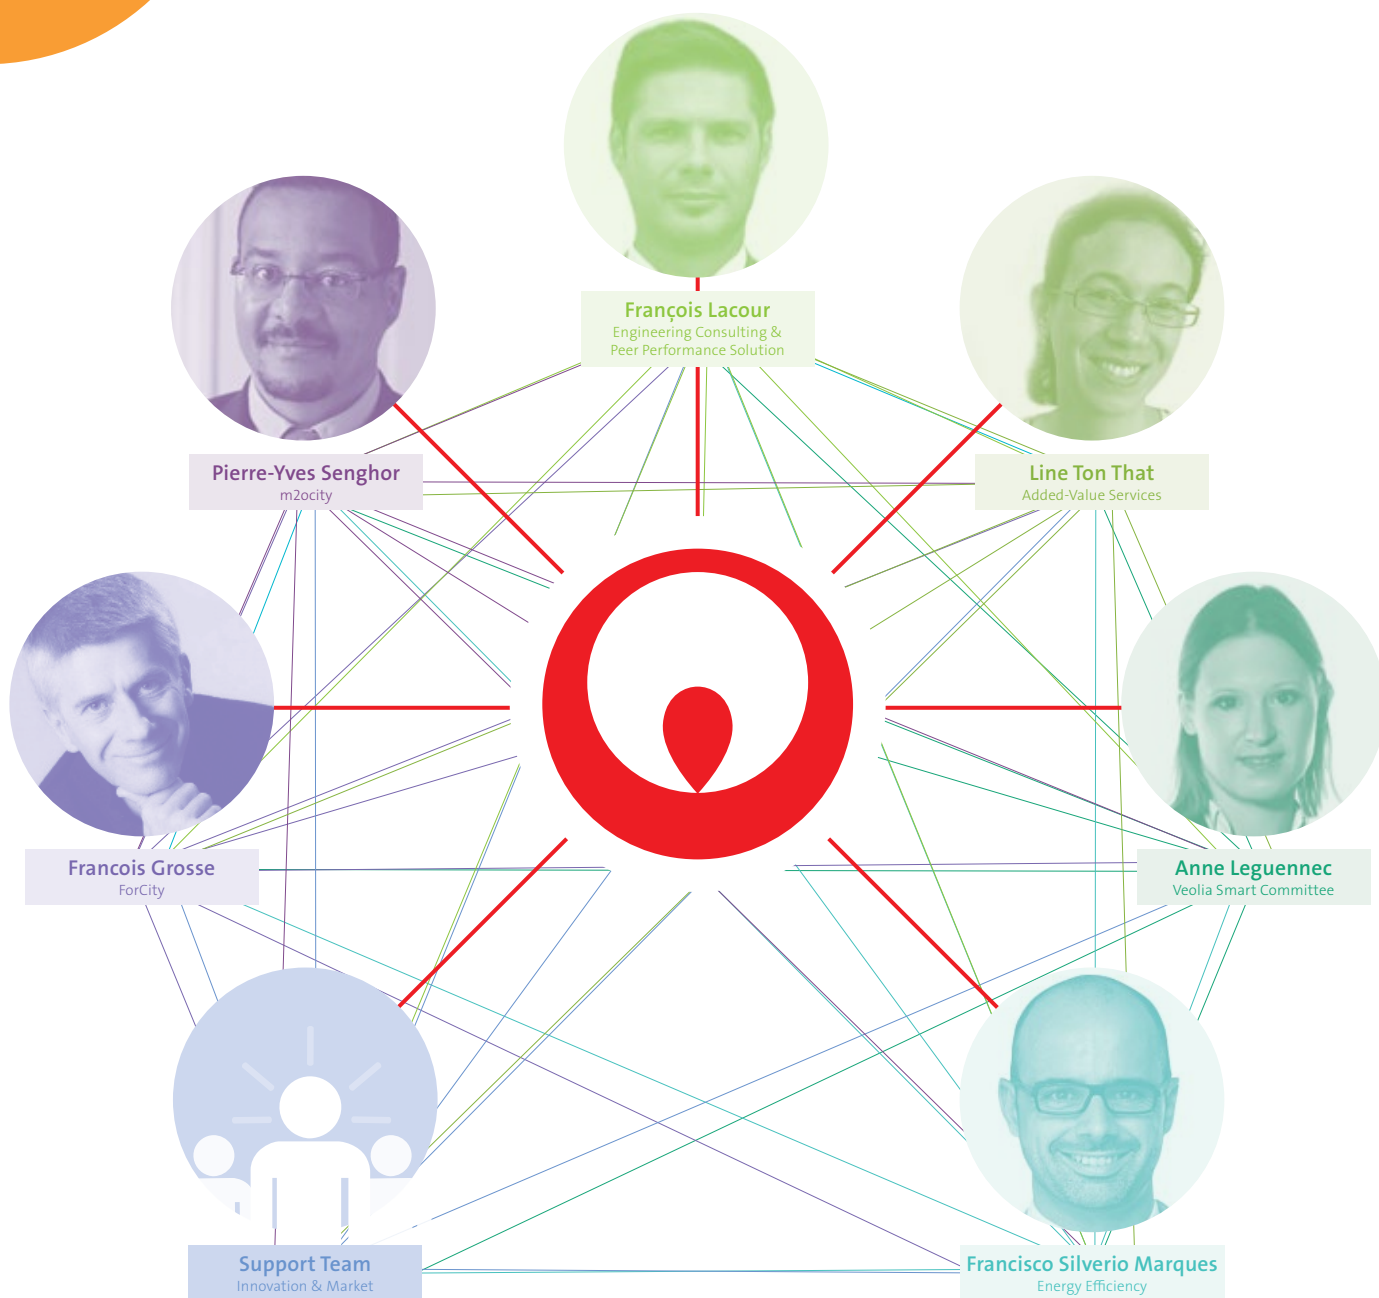 François Lacour
Engineering Consulting &
Peer Performance Solution
Pierre-Yves Senghor
m2ocity
Line Ton That
Added-Value Services
Francois Grosse
ForCity
Anne Leguennec
Veolia Smart Committee
Support Team
Innovation & Market
Francisco Silverio Marques
Energy Efficiency